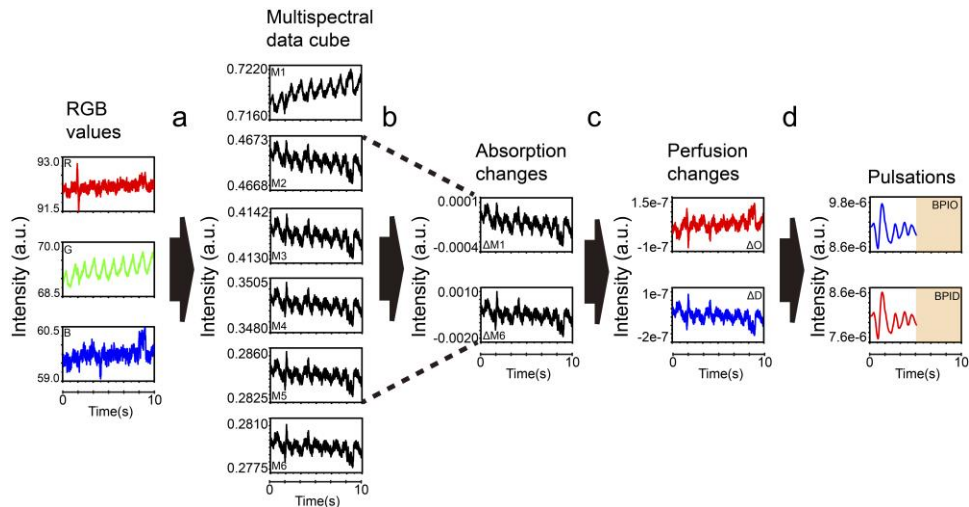 RGB
values
Intensity (a.u.)
93.0
R
91.5
70.0
G
68.5
60.5
B
59.0
0
10
Time(s)
a
Multispectral
data cube
Intensity (a.u.)
0.7220
M1
0.7160
0.4673
M2
0.4668
0.4142
M3
0.4130
0.3505
M4
0.3480
0.2860
M5
0.2825
0.2810
M6
0.2775
0
10
Time(s)
b
Absorption
changes
Intensity (a.u.)
0.0001
ΔM1
-0.0004
0.0010
ΔM6
-0.0020
0
10
Time(s)
c
Perfusion
changes
Intensity (a.u.)
1.5e-7
ΔO
-1e-7
1e-7
ΔD
-2e-7
0
10
Time(s)
d
Pulsations
Intensity (a.u.)
9.8e-6
BPIO
8.6e-6
8.6e-6
BPID
7.6e-6
0
10
Time(s)